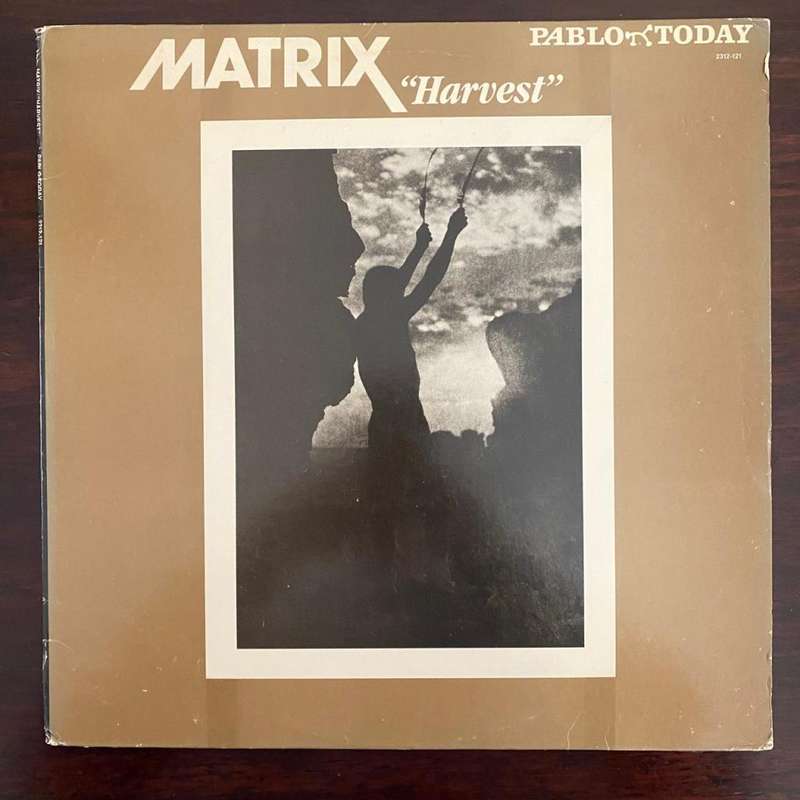 MATRIX
"Harvest"
PABLO TODAY
2312-121